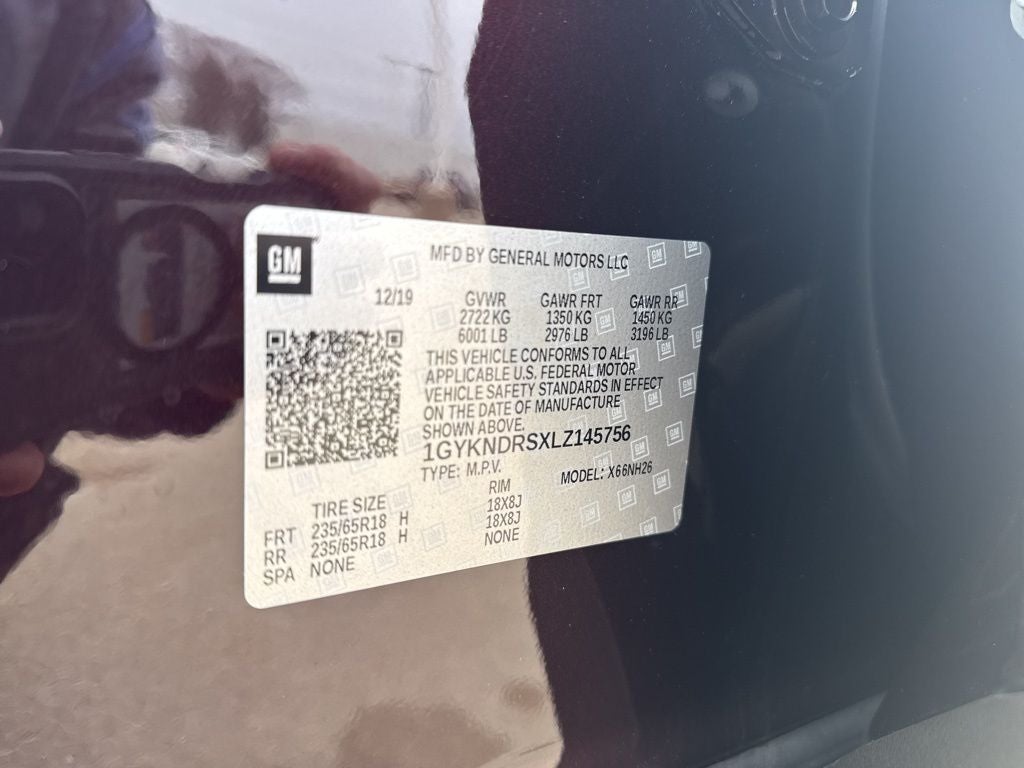 GM
MFD BY GENERAL MOTORS LLC
12/19 GVWR GAWR FRT GAWR RR
2722 KG 1350 KG 1450 KG
6001 LB 2976 LB 3196 LB
THIS VEHICLE CONFORMS TO ALL
APPLICABLE U.S. FEDERAL MOTOR
VEHICLE SAFETY STANDARDS IN EFFECT
ON THE DATE OF MANUFACTURE
SHOWN ABOVE.
1GYKNDRSXLZ145756
TYPE: M.P.V. MODEL: X66NH26
TIRE SIZE RIM
FRT 235/65R18 H 18X8J
RR 235/65R18 H 18X8J
SPA NONE NONE